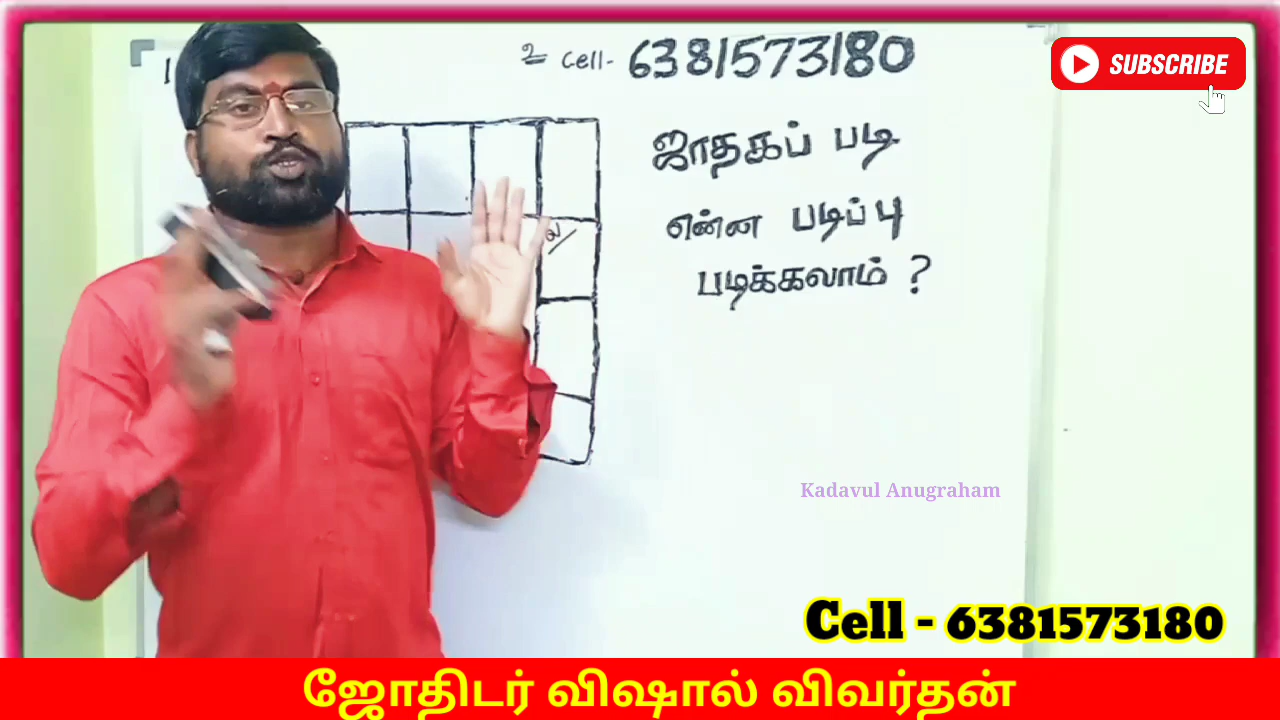 உ Cell- 6381573180
SUBSCRIBE
ஜாதகப் படி
என்ன படிப்பு
படிக்கலாம் ?
ல/
Kadavul Anugraham
Cell - 6381573180
ஜோதிடர் விஷால் விவர்தன்